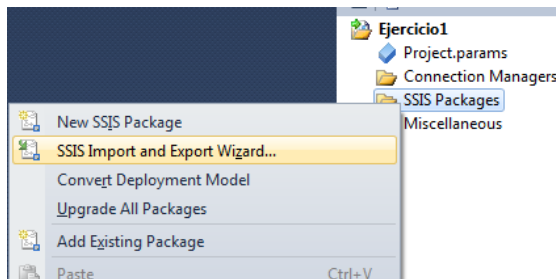 Ejercicio1
Project.params
Connection Managers
SSIS Packages
Miscellaneous
New SSIS Package
SSIS Import and Export Wizard...
Convert Deployment Model
Upgrade All Packages
Add Existing Package
Paste Ctrl+V